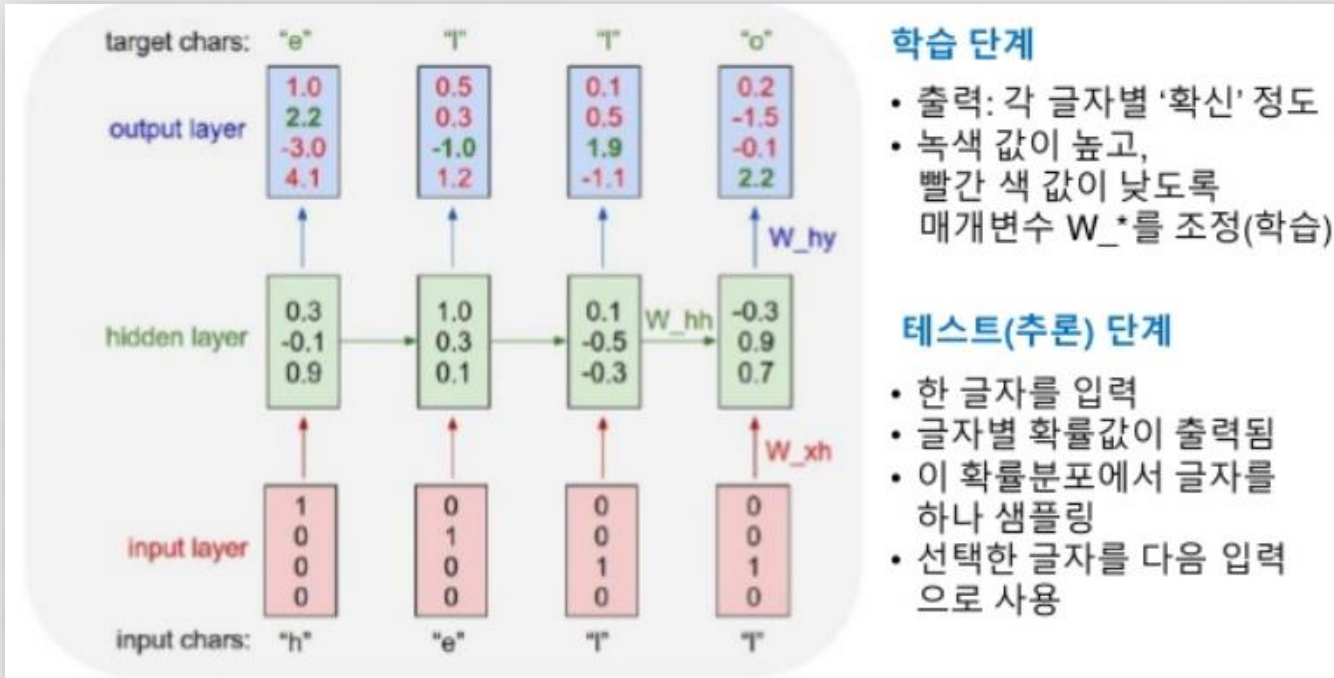 target chars: "e" "l" "l" "o"
output layer
1.0 0.5 0.1 0.2
2.2 0.3 0.5 -1.5
-3.0 -1.0 1.9 -0.1
4.1 1.2 -1.1 2.2
W_hy
hidden layer
0.3 1.0 0.1 -0.3
-0.1 0.3 -0.5 0.9
0.9 0.1 -0.3 0.7
W_hh
W_xh
input layer
1 0 0 0
0 1 0 0
0 0 1 1
0 0 0 0
input chars: "h" "e" "l" "l"
학습 단계
• 출력: 각 글자별 '확신' 정도
• 녹색 값이 높고,
빨간 색 값이 낮도록
매개변수 W_*를 조정(학습)
테스트(추론) 단계
• 한 글자를 입력
• 글자별 확률값이 출력됨
• 이 확률분포에서 글자를
하나 샘플링
• 선택한 글자를 다음 입력
으로 사용